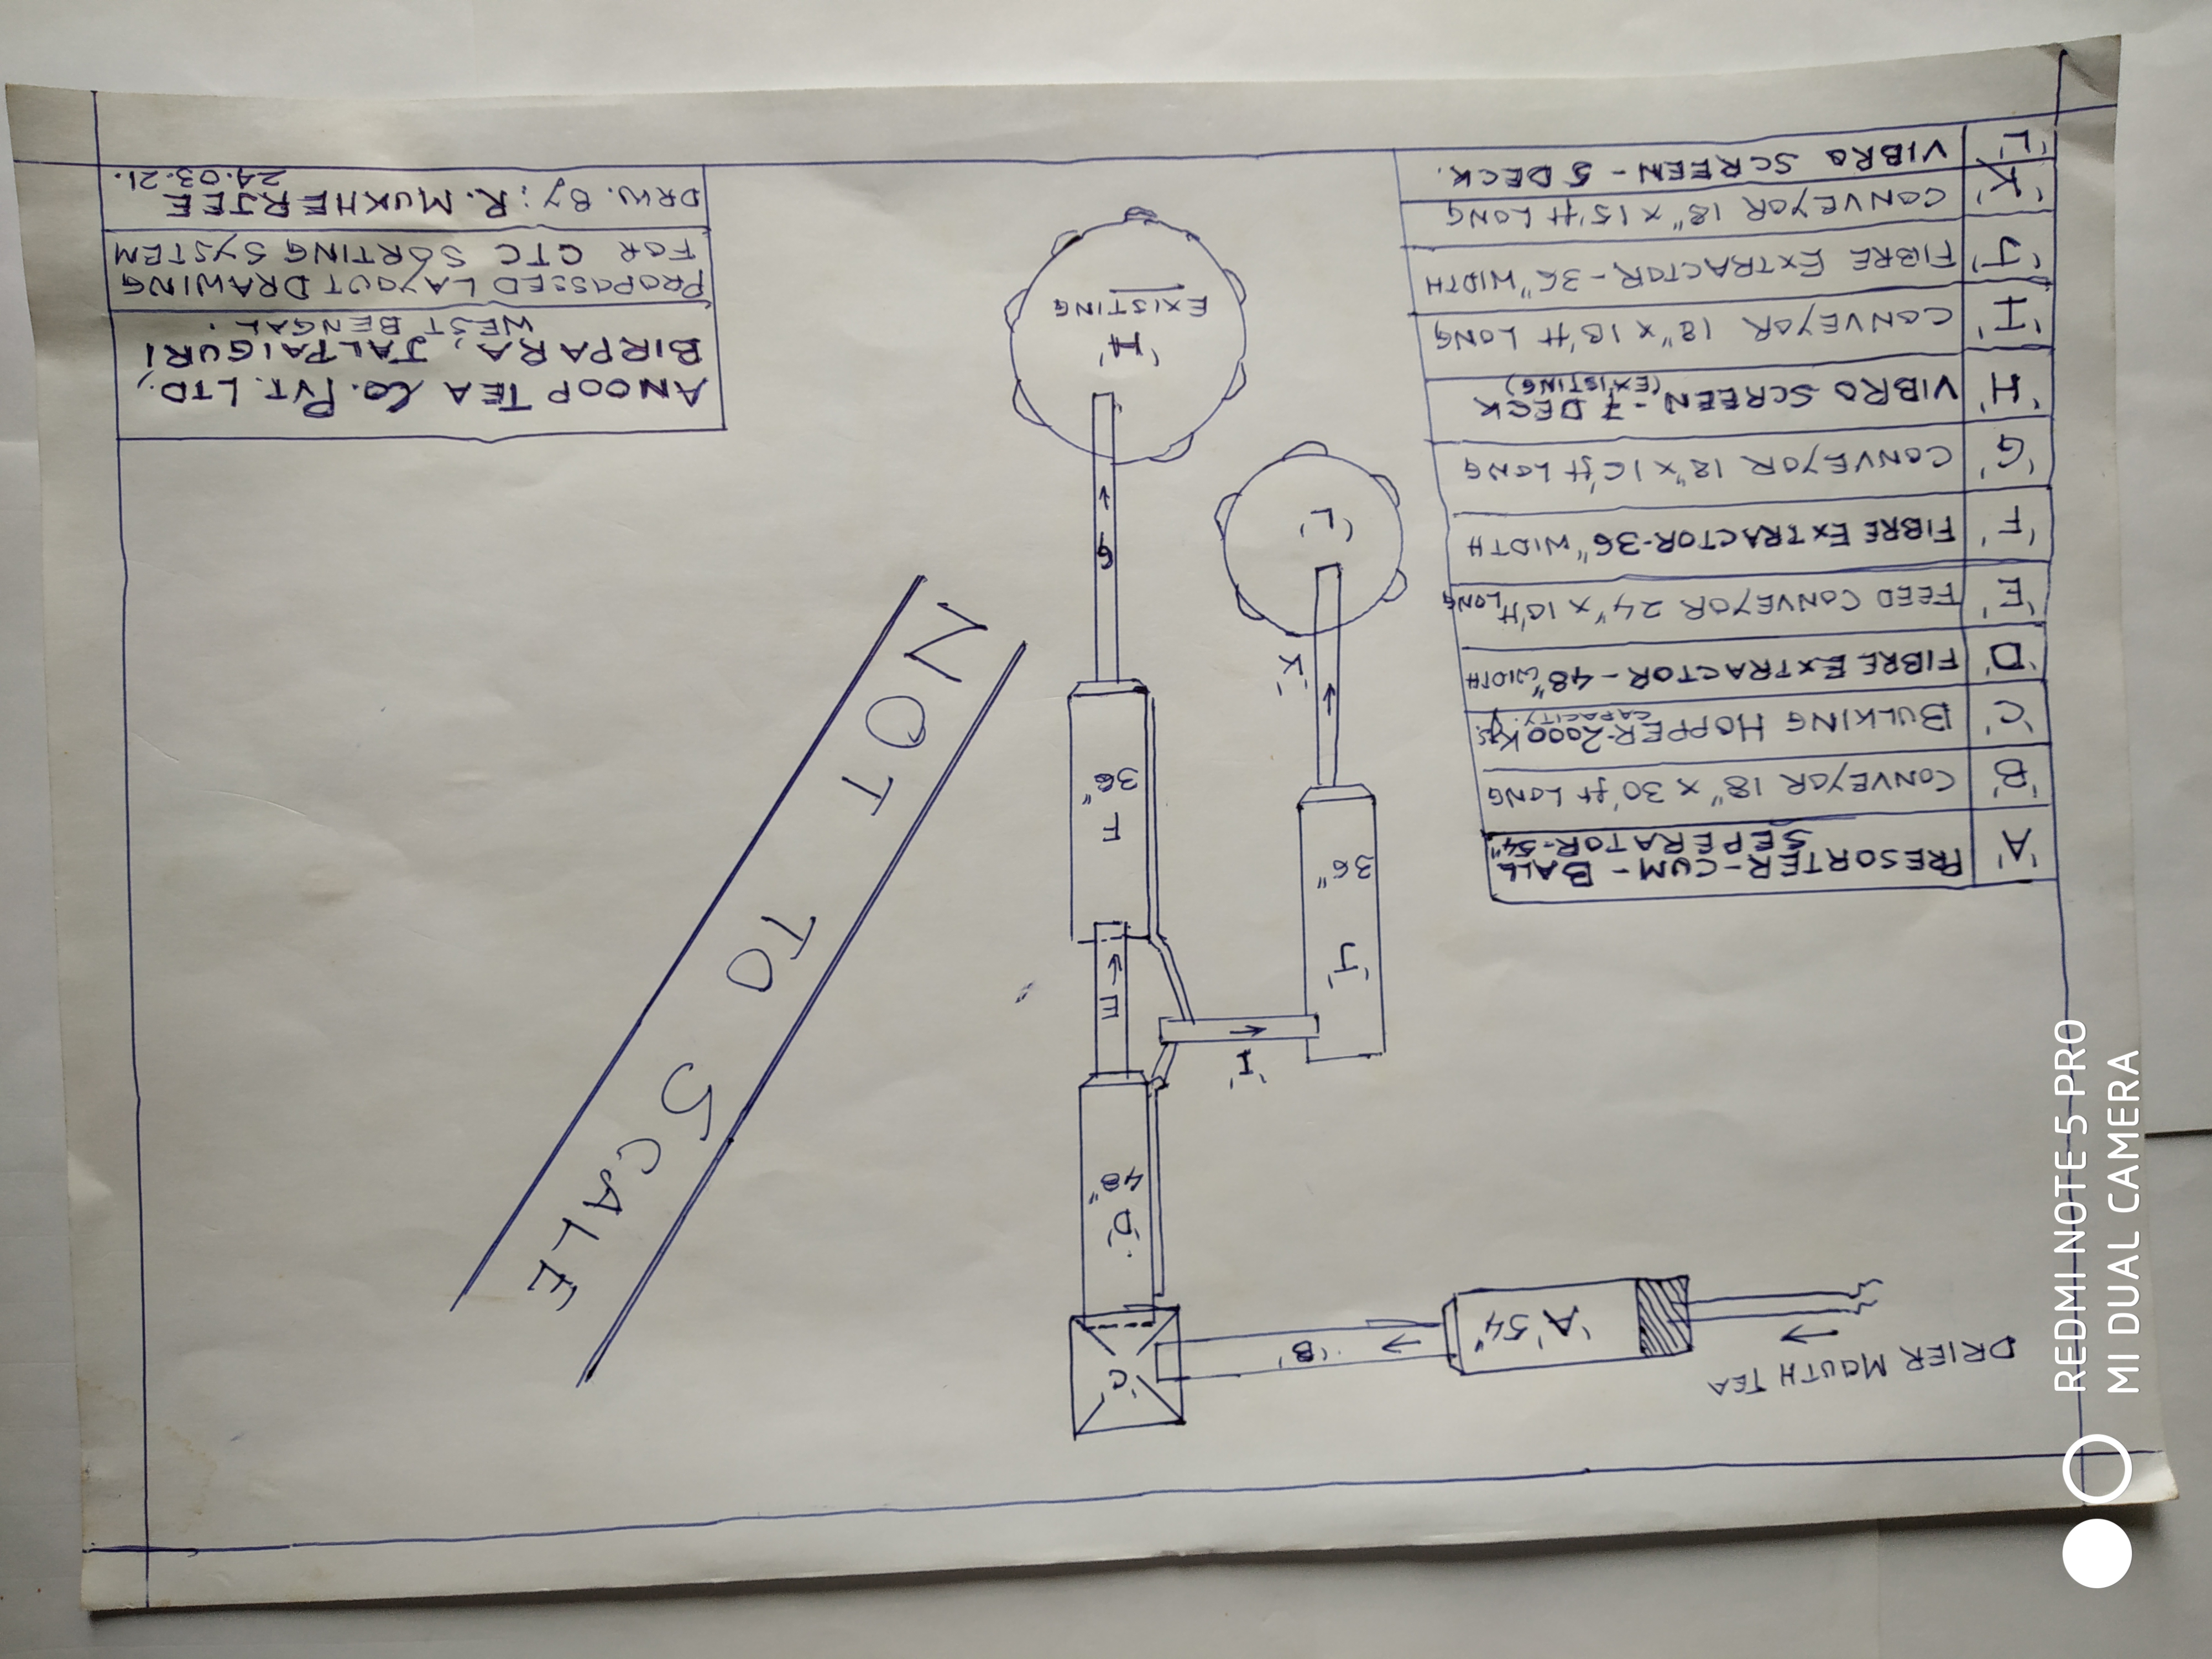 DRIER MOUTH TEA
'A' 54"
'B'
'C'
'D'
48"
E
F
36"
G
'H'
EXISTING
'I'
'J'
36"
'K'
'L'
NOT TO SCALE
'A' PRESORTER-CUM-BALL
SEPERATOR-54"
'B' CONVEYOR 18" X 30'ft LONG
'C' BULKING HOPPER-2000 Kgs.
CAPACITY.
'D' FIBRE EXTRACTOR-48" WIDTH
'E' FEED CONVEYOR 24" X 10'ft LONG
'F' FIBRE EXTRACTOR-36" WIDTH
'G' CONVEYOR 18" X 16'ft LONG
'H' VIBRO SCREEN-7 DECK
(EXISTING)
'I' CONVEYOR 18" X 18'ft LONG
'J' FIBRE EXTRACTOR-36" WIDTH
'K' CONVEYOR 18" X 15'ft LONG
'L' VIBRO SCREEN-5 DECK.
ANOOP TEA Co. PVT. LTD.,
BIRPARA, JALPAIGURI
WEST BENGAL.
PROPASSED LAYOUT DRAWING
FOR CTC SORTING SYSTEM
DRW. By: R. MUKHERJEE
24.03.21.
REDMI NOTE 5 PRO
MI DUAL CAMERA